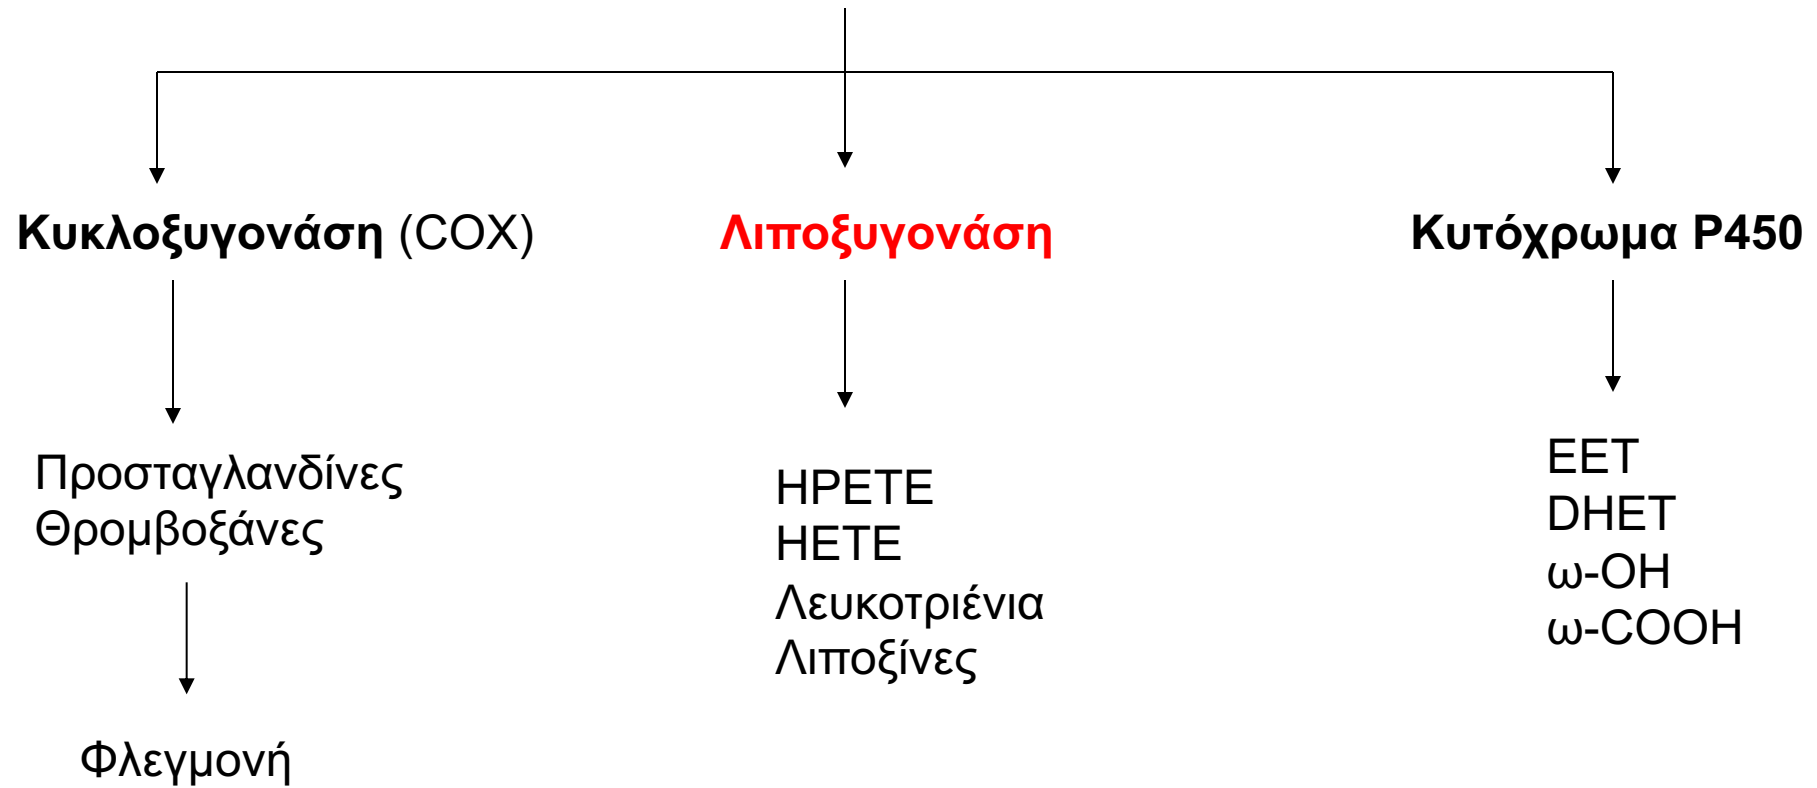 Κυκλοξυγονάση (COX)
Λιποξυγονάση
Κυτόχρωμα P450
Προσταγλανδίνες
Θρομβοξάνες
Φλεγμονή
HPETE
HETE
Λευκοτριένια
Λιποξίνες
EET
DHET
ω-OH
ω-COOH